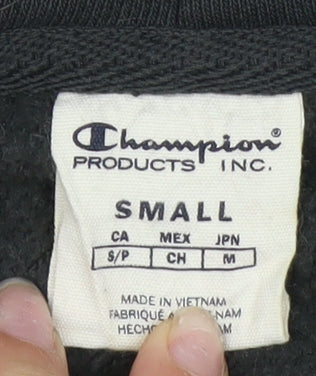 Champion®
PRODUCTS INC.
SMALL
CA MEX JPN
S/P CH M
MADE IN VIETNAM
FABRIQUÉ
HECHO